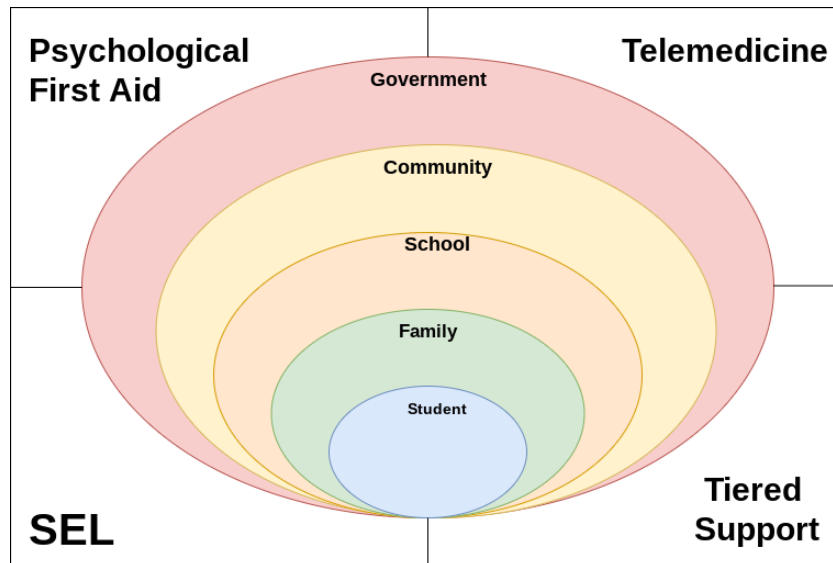 Psychological
First Aid
Telemedicine
Government
Community
School
Family
Student
SEL
Tiered
Support